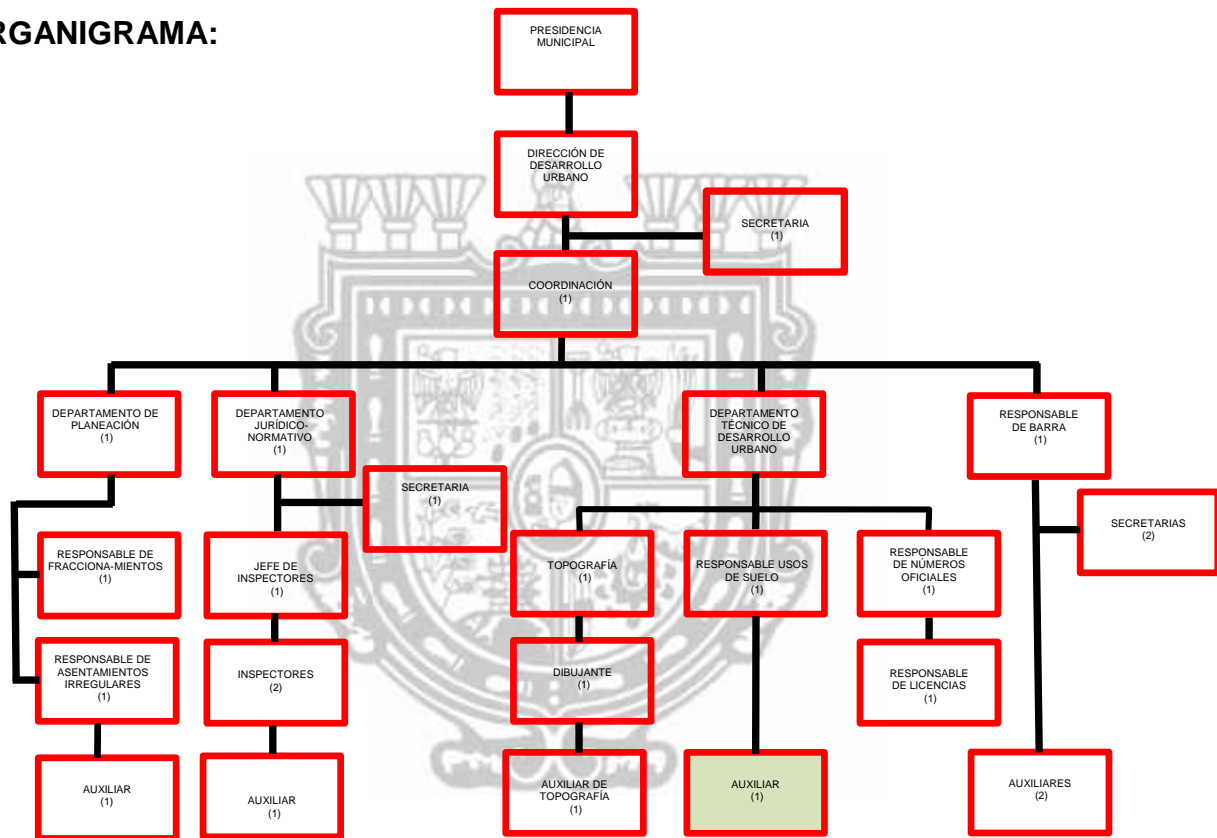 RGANIGRAMA:
PRESIDENCIA
MUNICIPAL
DIRECCIÓN DE
DESARROLLO
URBANO
SECRETARIA
(1)
COORDINACIÓN
(1)
DEPARTAMENTO DE
PLANEACIÓN
(1)
DEPARTAMENTO
JURÍDICO-
NORMATIVO
(1)
DEPARTAMENTO
TÉCNICO DE
DESARROLLO
URBANO
RESPONSABLE
DE BARRA
(1)
SECRETARIA
(1)
SECRETARIAS
(2)
RESPONSABLE DE
FRACCIONA-MIENTOS
(1)
JEFE DE
INSPECTORES
(1)
TOPOGRAFÍA
(1)
RESPONSABLE USOS
DE SUELO
(1)
RESPONSABLE
DE NÚMEROS
OFICIALES
(1)
RESPONSABLE DE
ASENTAMIENTOS
IRREGULARES
(1)
INSPECTORES
(2)
DIBUJANTE
(1)
RESPONSABLE
DE LICENCIAS
(1)
AUXILIAR
(1)
AUXILIAR
(1)
AUXILIAR DE
TOPOGRAFÍA
(1)
AUXILIAR
(1)
AUXILIARES
(2)